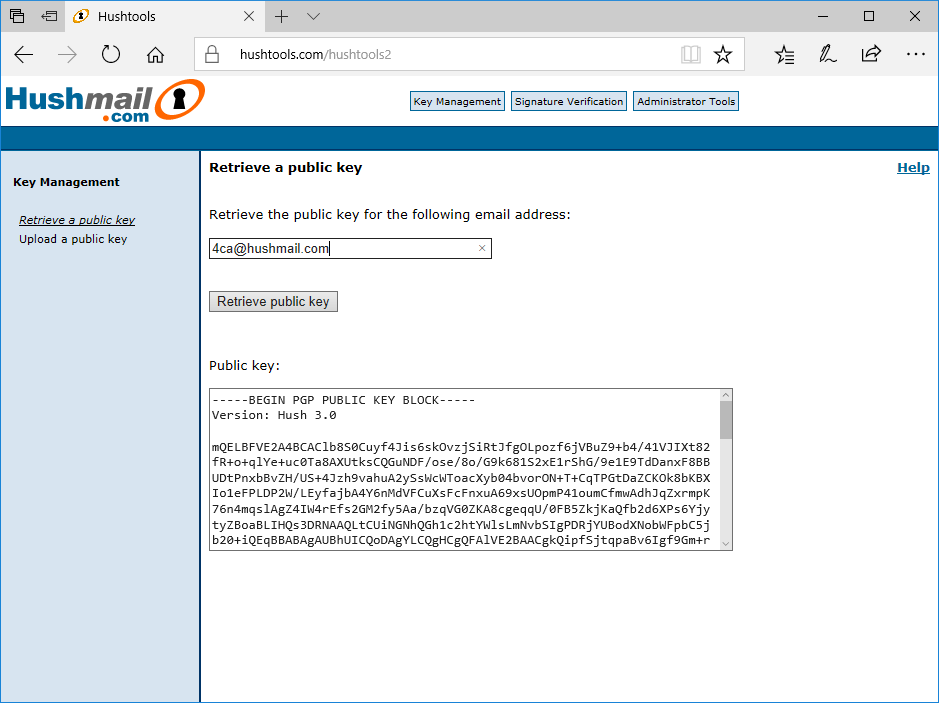 Hushtools
hushtools.com/hushtools2
Hushmail
.com
Key Management
Signature Verification
Administrator Tools
Key Management
Retrieve a public key
Upload a public key
Retrieve a public key
Help
Retrieve the public key for the following email address:
4ca@hushmail.com
Retrieve public key
Public key:
-----BEGIN PGP PUBLIC KEY BLOCK-----
Version: Hush 3.0
mQELBFVE2A4BCAClb8S0Cuyf4Jis6skOvzjSiRtJfgOLpozf6jVBuZ9+b4/41VJIXt82
fR+o+qlYe+uc0Ta8AXUtksCQGuNDF/ose/8o/G9k681S2xE1rShG/9e1E9TdDanxF8BB
UDtPnxbBvZH/US+4Jzh9vahuA2ySsWcWToacXyb04bvorON+T+CqTPGtDaZCKOk8bKBX
Io1eFPLDP2W/LEyfajbA4Y6nMdVFCuXsFcFnxuA69xsUOpmP41oumCfmwAdhJqZxrmpK
76n4mqslAgZ4IW4rEfs2GM2fy5Aa/bzqVG0ZKA8cgeqqU/0FB5ZkjKaQfb2d6XPs6Yjy
tyZBoaBLIHQs3DRNAAQLtCUiNGNhQGh1c2htYWlsLmNvbSIgPDRjYUBodXNobWFpbC5j
b20+iQEqBBABAgAUBhUICQoDAgYLCQgHCgQFAlVE2BAACgkQipfSjtqpaBv6Igf9Gm+r